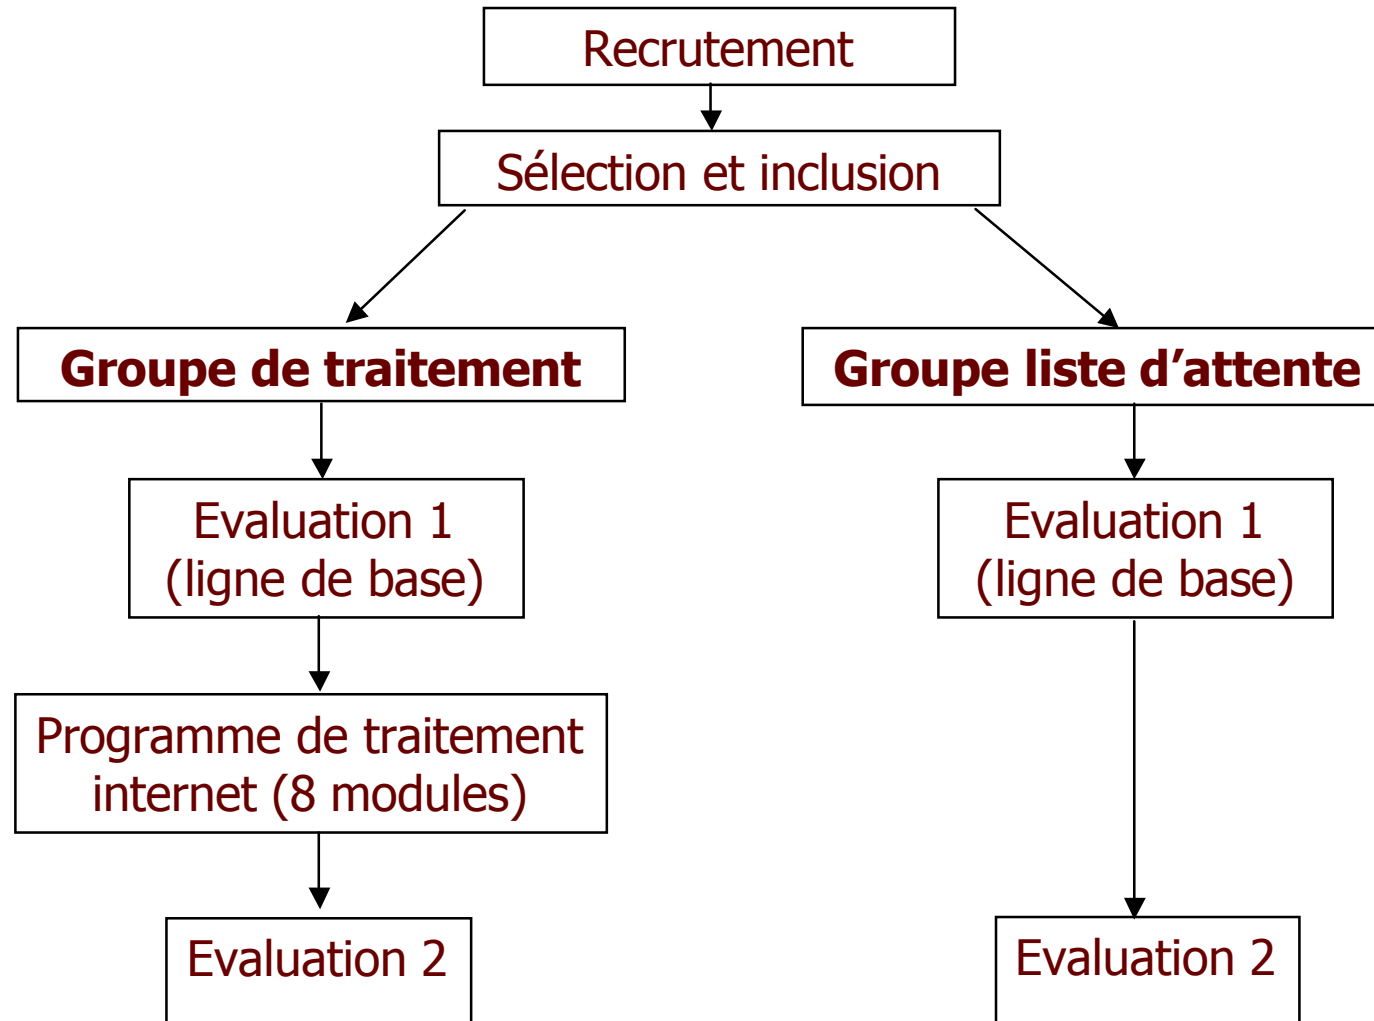 Recrutement
Sélection et inclusion
Groupe de traitement
Groupe liste d’attente
Evaluation 1
(ligne de base)
Evaluation 1
(ligne de base)
Programme de traitement
internet (8 modules)
Evaluation 2
Evaluation 2